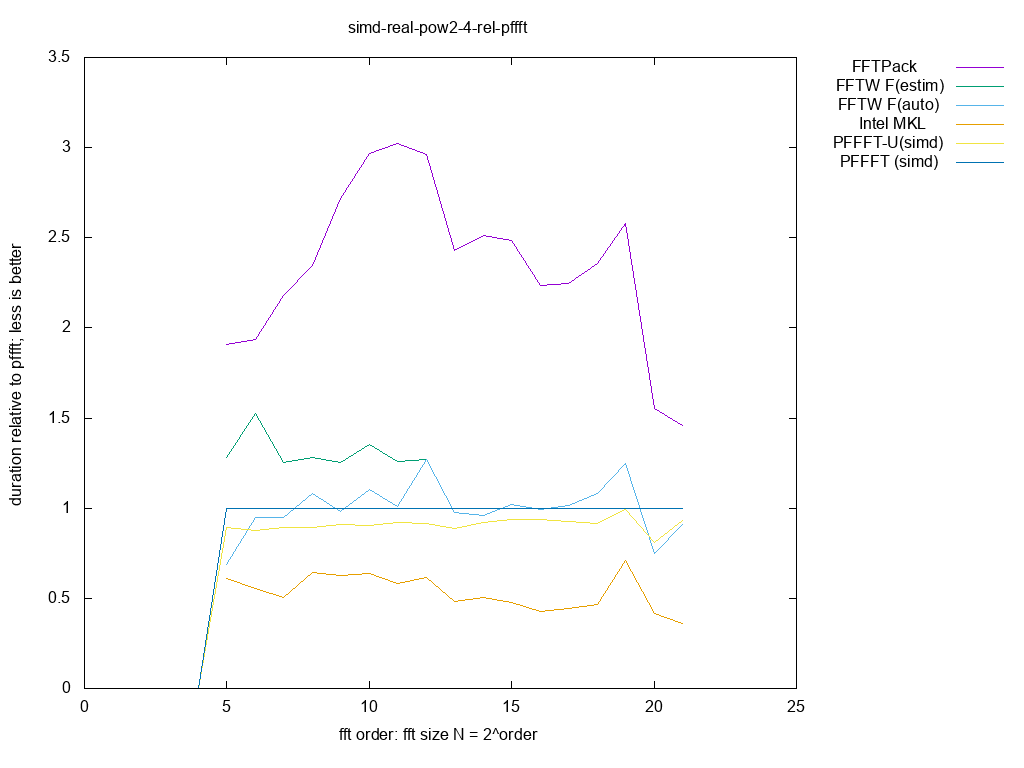 simd-real-pow2-4-rel-pffft
3.5
3
2.5
2
1.5
1
0.5
0
0 5 10 15 20 25
duration relative to pffft; less is better
fft order: fft size N = 2^order
FFTPack
FFTW F(estim)
FFTW F(auto)
Intel MKL
PFFFT-U(simd)
PFFFT (simd)